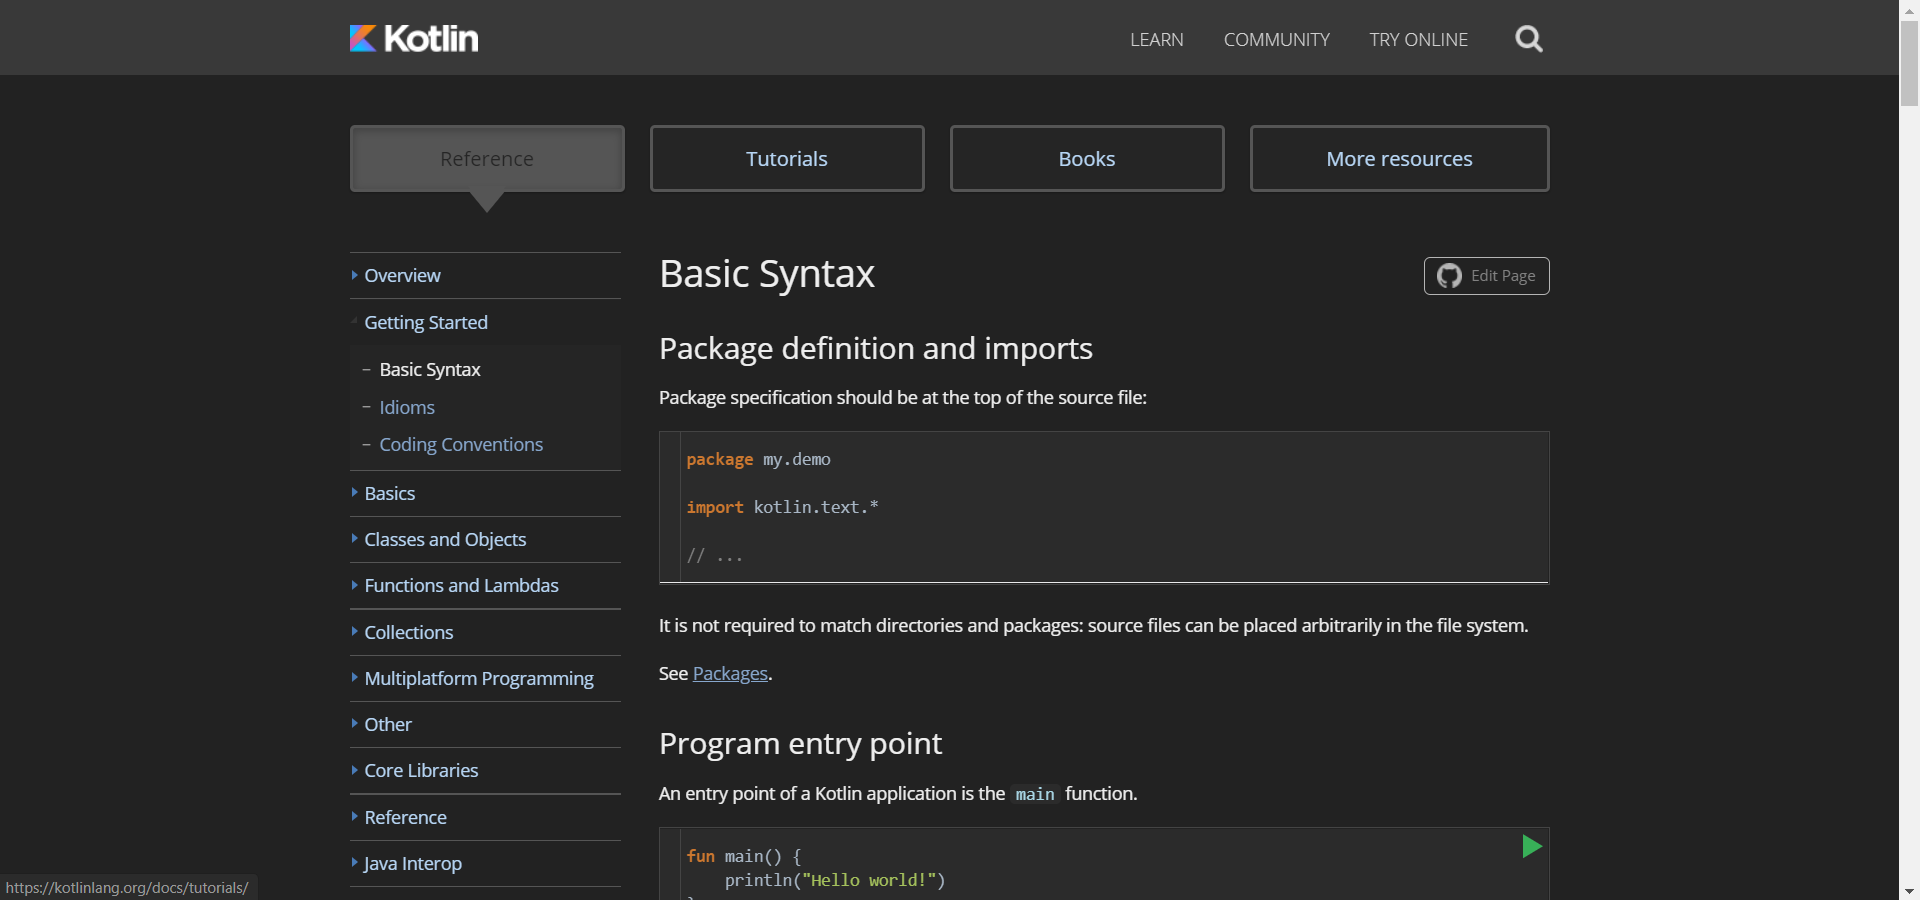 Kotlin
LEARN COMMUNITY TRY ONLINE
Reference Tutorials Books More resources
Overview
Getting Started
– Basic Syntax
– Idioms
– Coding Conventions
Basics
Classes and Objects
Functions and Lambdas
Collections
Multiplatform Programming
Other
Core Libraries
Reference
Java Interop
Basic Syntax
Edit Page
Package definition and imports
Package specification should be at the top of the source file:
package my.demo
import kotlin.text.*
// ...
It is not required to match directories and packages: source files can be placed arbitrarily in the file system.
See Packages.
Program entry point
An entry point of a Kotlin application is the main function.
fun main() {
println("Hello world!")
}
https://kotlinlang.org/docs/tutorials/